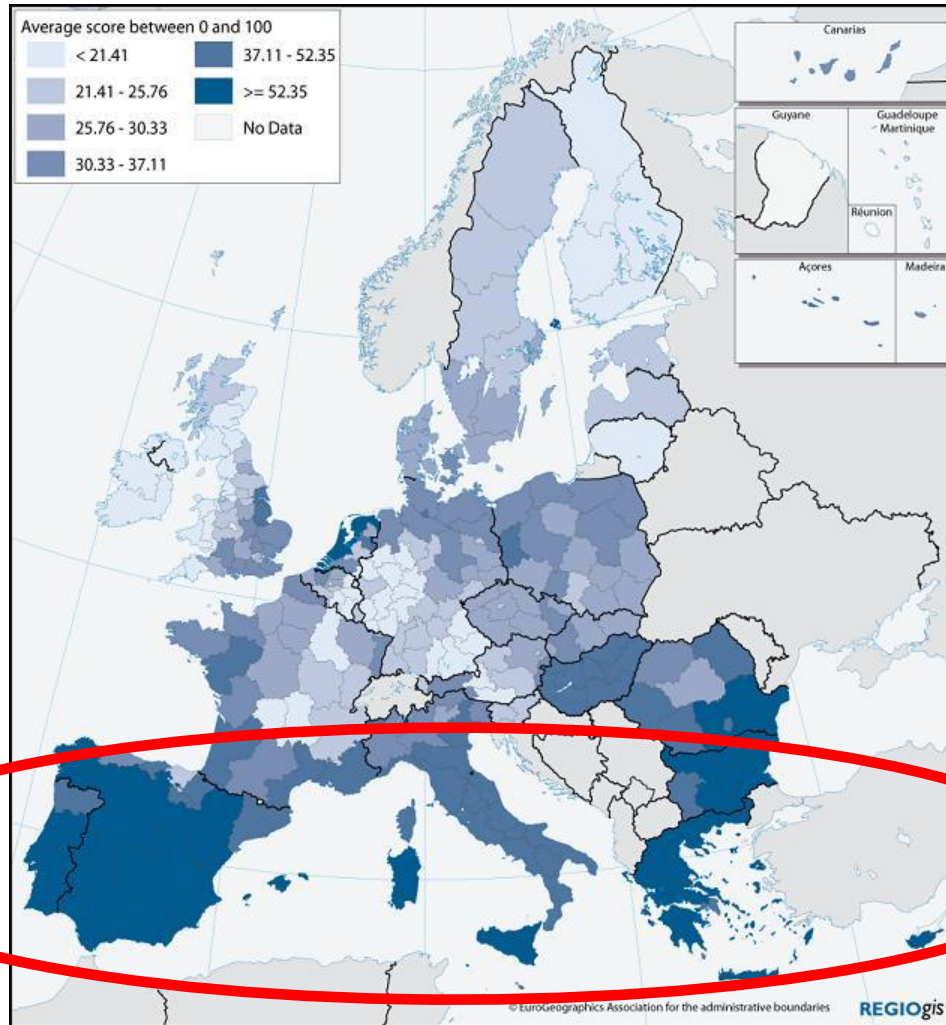 Average score between 0 and 100
< 21.41
21.41 - 25.76
25.76 - 30.33
30.33 - 37.11
37.11 - 52.35
>= 52.35
No Data
Canarias
Guyane
Guadeloupe
Martinique
Réunion
Açores
Madeira
© EuroGeographics Association for the administrative boundaries
REGIOgis